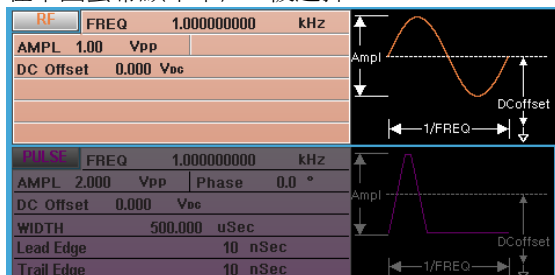 RF FREQ 1.000000000 kHz
AMPL 1.00 Vpp
DC Offset 0.000 VDC
Ampl
DCoffset
1/FREQ
PULSE FREQ 1.000000000 kHz
AMPL 2.000 Vpp Phase 0.0 °
DC Offset 0.000 VDC
WIDTH 500.000 uSec
Lead Edge 10 nSec
Trail Edge 10 nSec
Ampl
DCoffset
1/FREQ